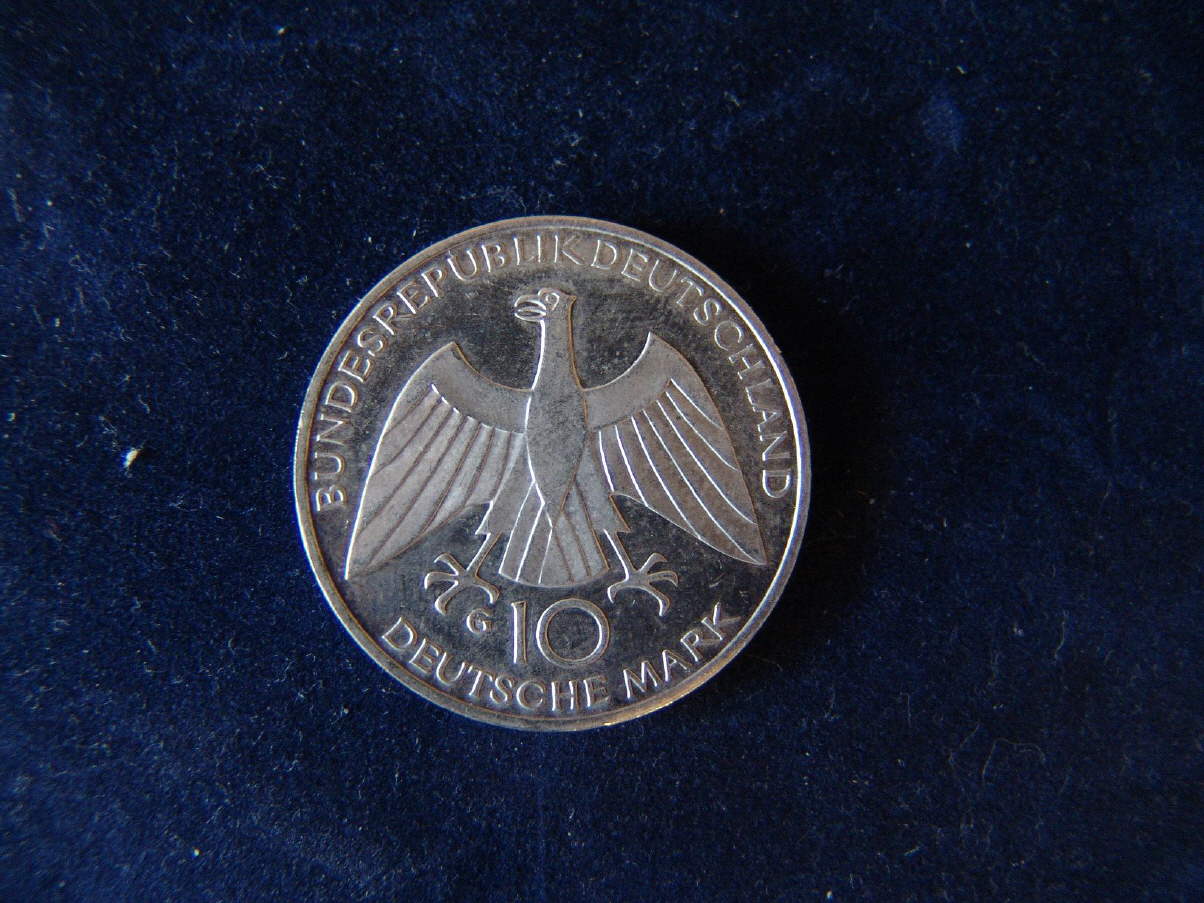 BUNDESREPUBLIK DEUTSCHLAND
G 10
DEUTSCHE MARK